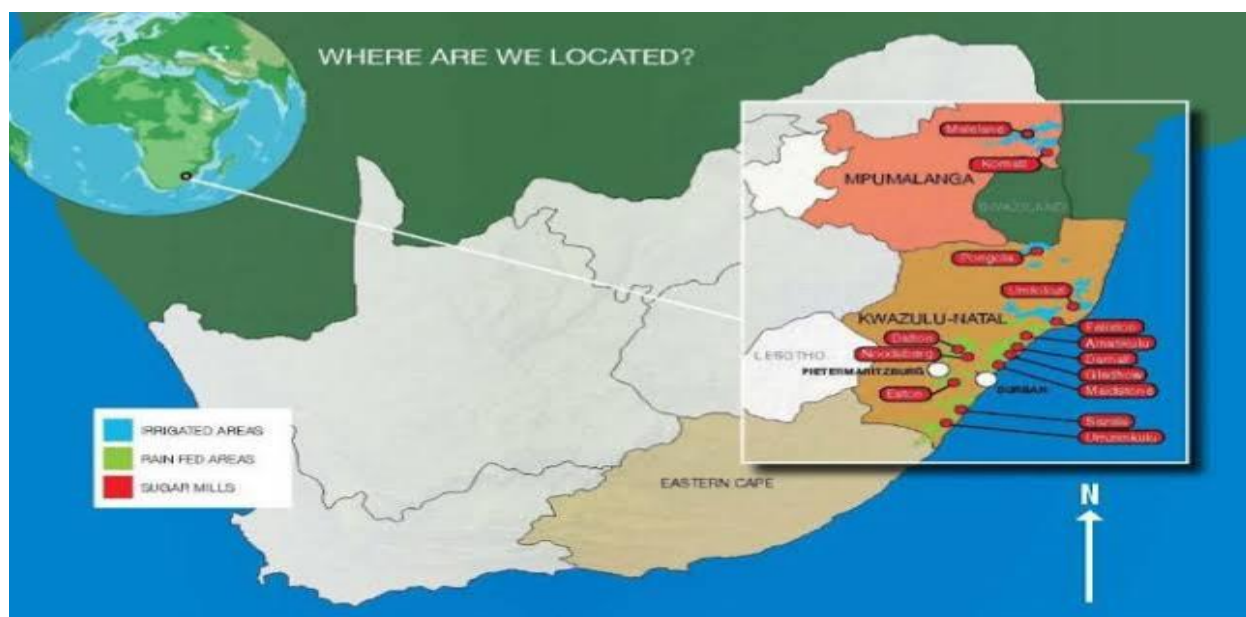 WHERE ARE WE LOCATED?
Malelane
Komati
MPUMALANGA
SWAZILAND
Pongola
Umfolozi
KWAZULU-NATAL
Felixton
Dalton
Amatikulu
Noodsberg
Darnall
LESOTHO
PIETERMARITZBURG
Gledhow
Maidstone
DURBAN
Eston
Sezela
Umzimkulu
IRRIGATED AREAS
RAIN FED AREAS
SUGAR MILLS
EASTERN CAPE
N